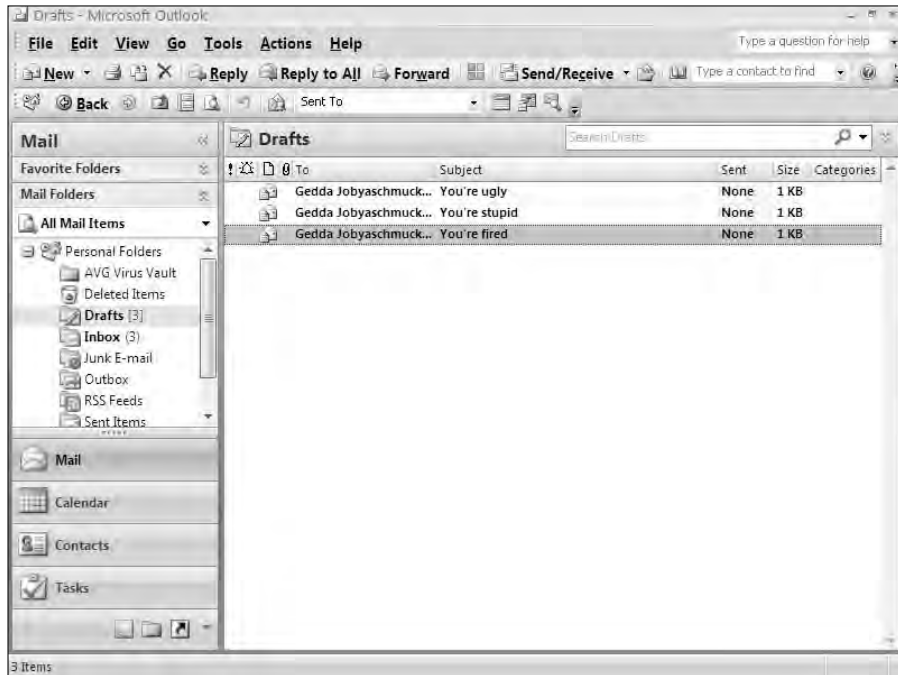 Drafts - Microsoft Outlook
File Edit View Go Tools Actions Help Type a question for help
New Reply Reply to All Forward Send/Receive Type a contact to find
Back Sent To
Mail
Favorite Folders
Mail Folders
All Mail Items
Personal Folders
AVG Virus Vault
Deleted Items
Drafts [3]
Inbox (3)
Junk E-mail
Outbox
RSS Feeds
Sent Items
Mail
Calendar
Contacts
Tasks
Drafts Search Drafts
To Subject Sent Size Categories
Gedda Jobyaschmuck... You're ugly None 1 KB
Gedda Jobyaschmuck... You're stupid None 1 KB
Gedda Jobyaschmuck... You're fired None 1 KB
3 Items